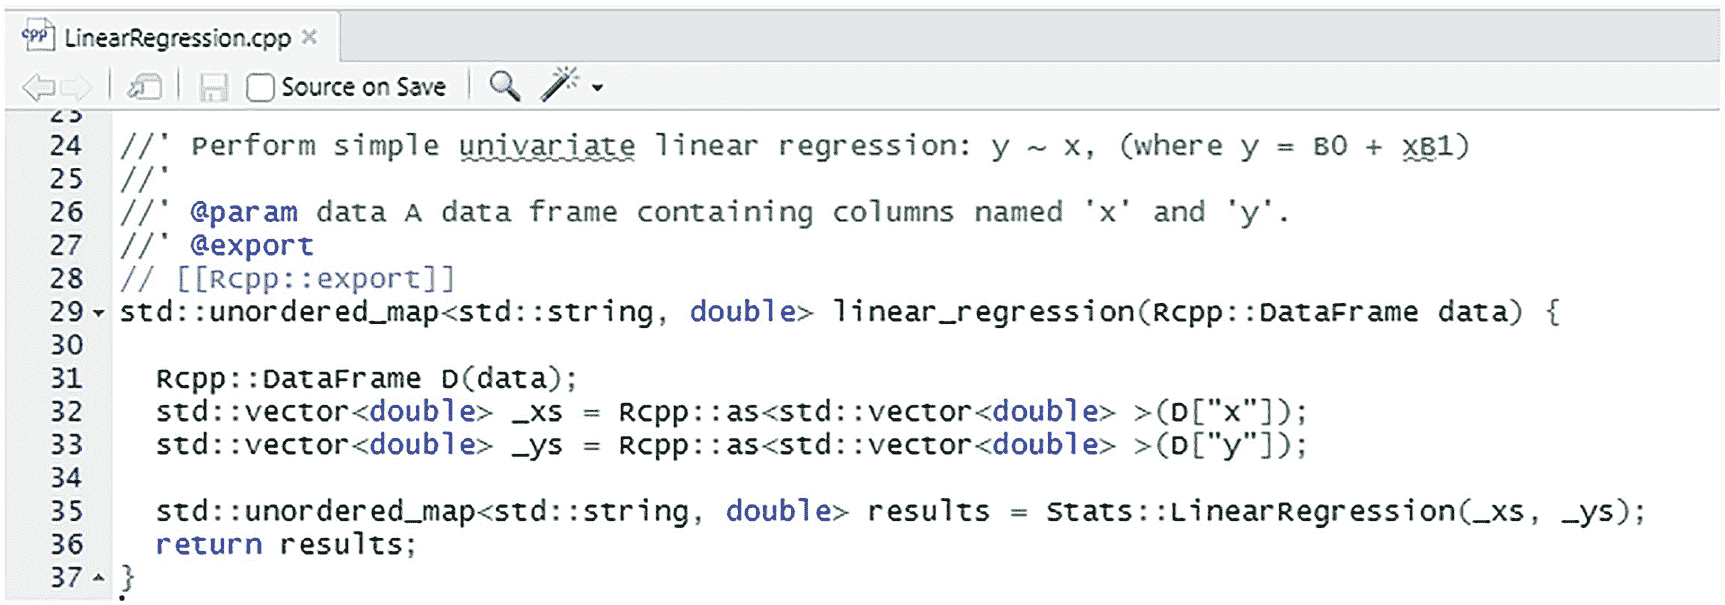 cpp LinearRegression.cpp ×
Source on Save
23
24 //' Perform simple univariate linear regression: y ~ x, (where y = B0 + xB1)
25 //'
26 //' @param data A data frame containing columns named 'x' and 'y'.
27 //' @export
28 // [[Rcpp::export]]
29 std::unordered_map<std::string, double> linear_regression(Rcpp::DataFrame data) {
30
31 Rcpp::DataFrame D(data);
32 std::vector<double> _xs = Rcpp::as<std::vector<double> >(D["x"]);
33 std::vector<double> _ys = Rcpp::as<std::vector<double> >(D["y"]);
34
35 std::unordered_map<std::string, double> results = Stats::LinearRegression(_xs, _ys);
36 return results;
37 }